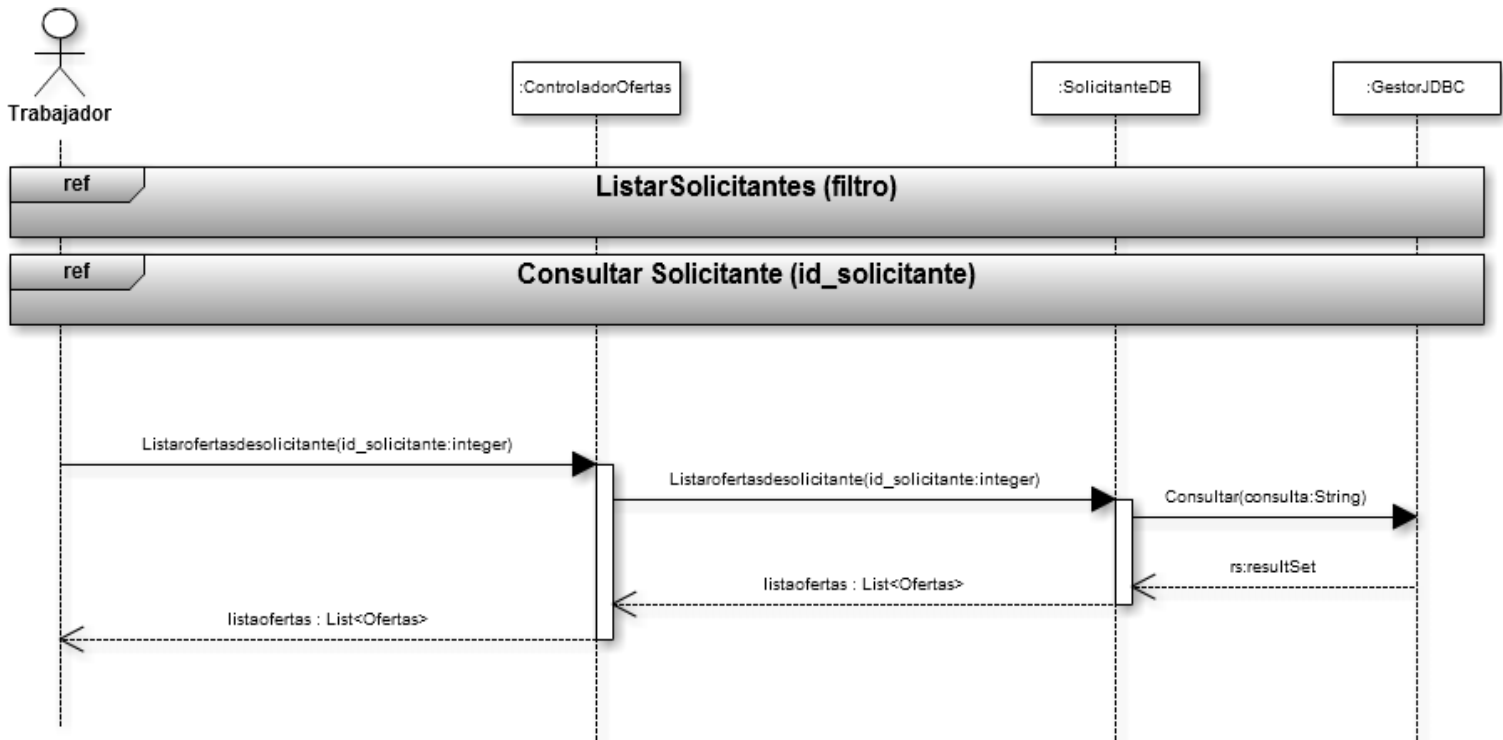 Trabajador
:ControladorOfertas
:SolicitanteDB
:GestorJDBC
ref
ListarSolicitantes (filtro)
ref
Consultar Solicitante (id_solicitante)
Listarofertasdesolicitante(id_solicitante:integer)
Listarofertasdesolicitante(id_solicitante:integer)
Consultar(consulta:String)
rs:resultSet
listaofertas : List<Ofertas>
listaofertas : List<Ofertas>